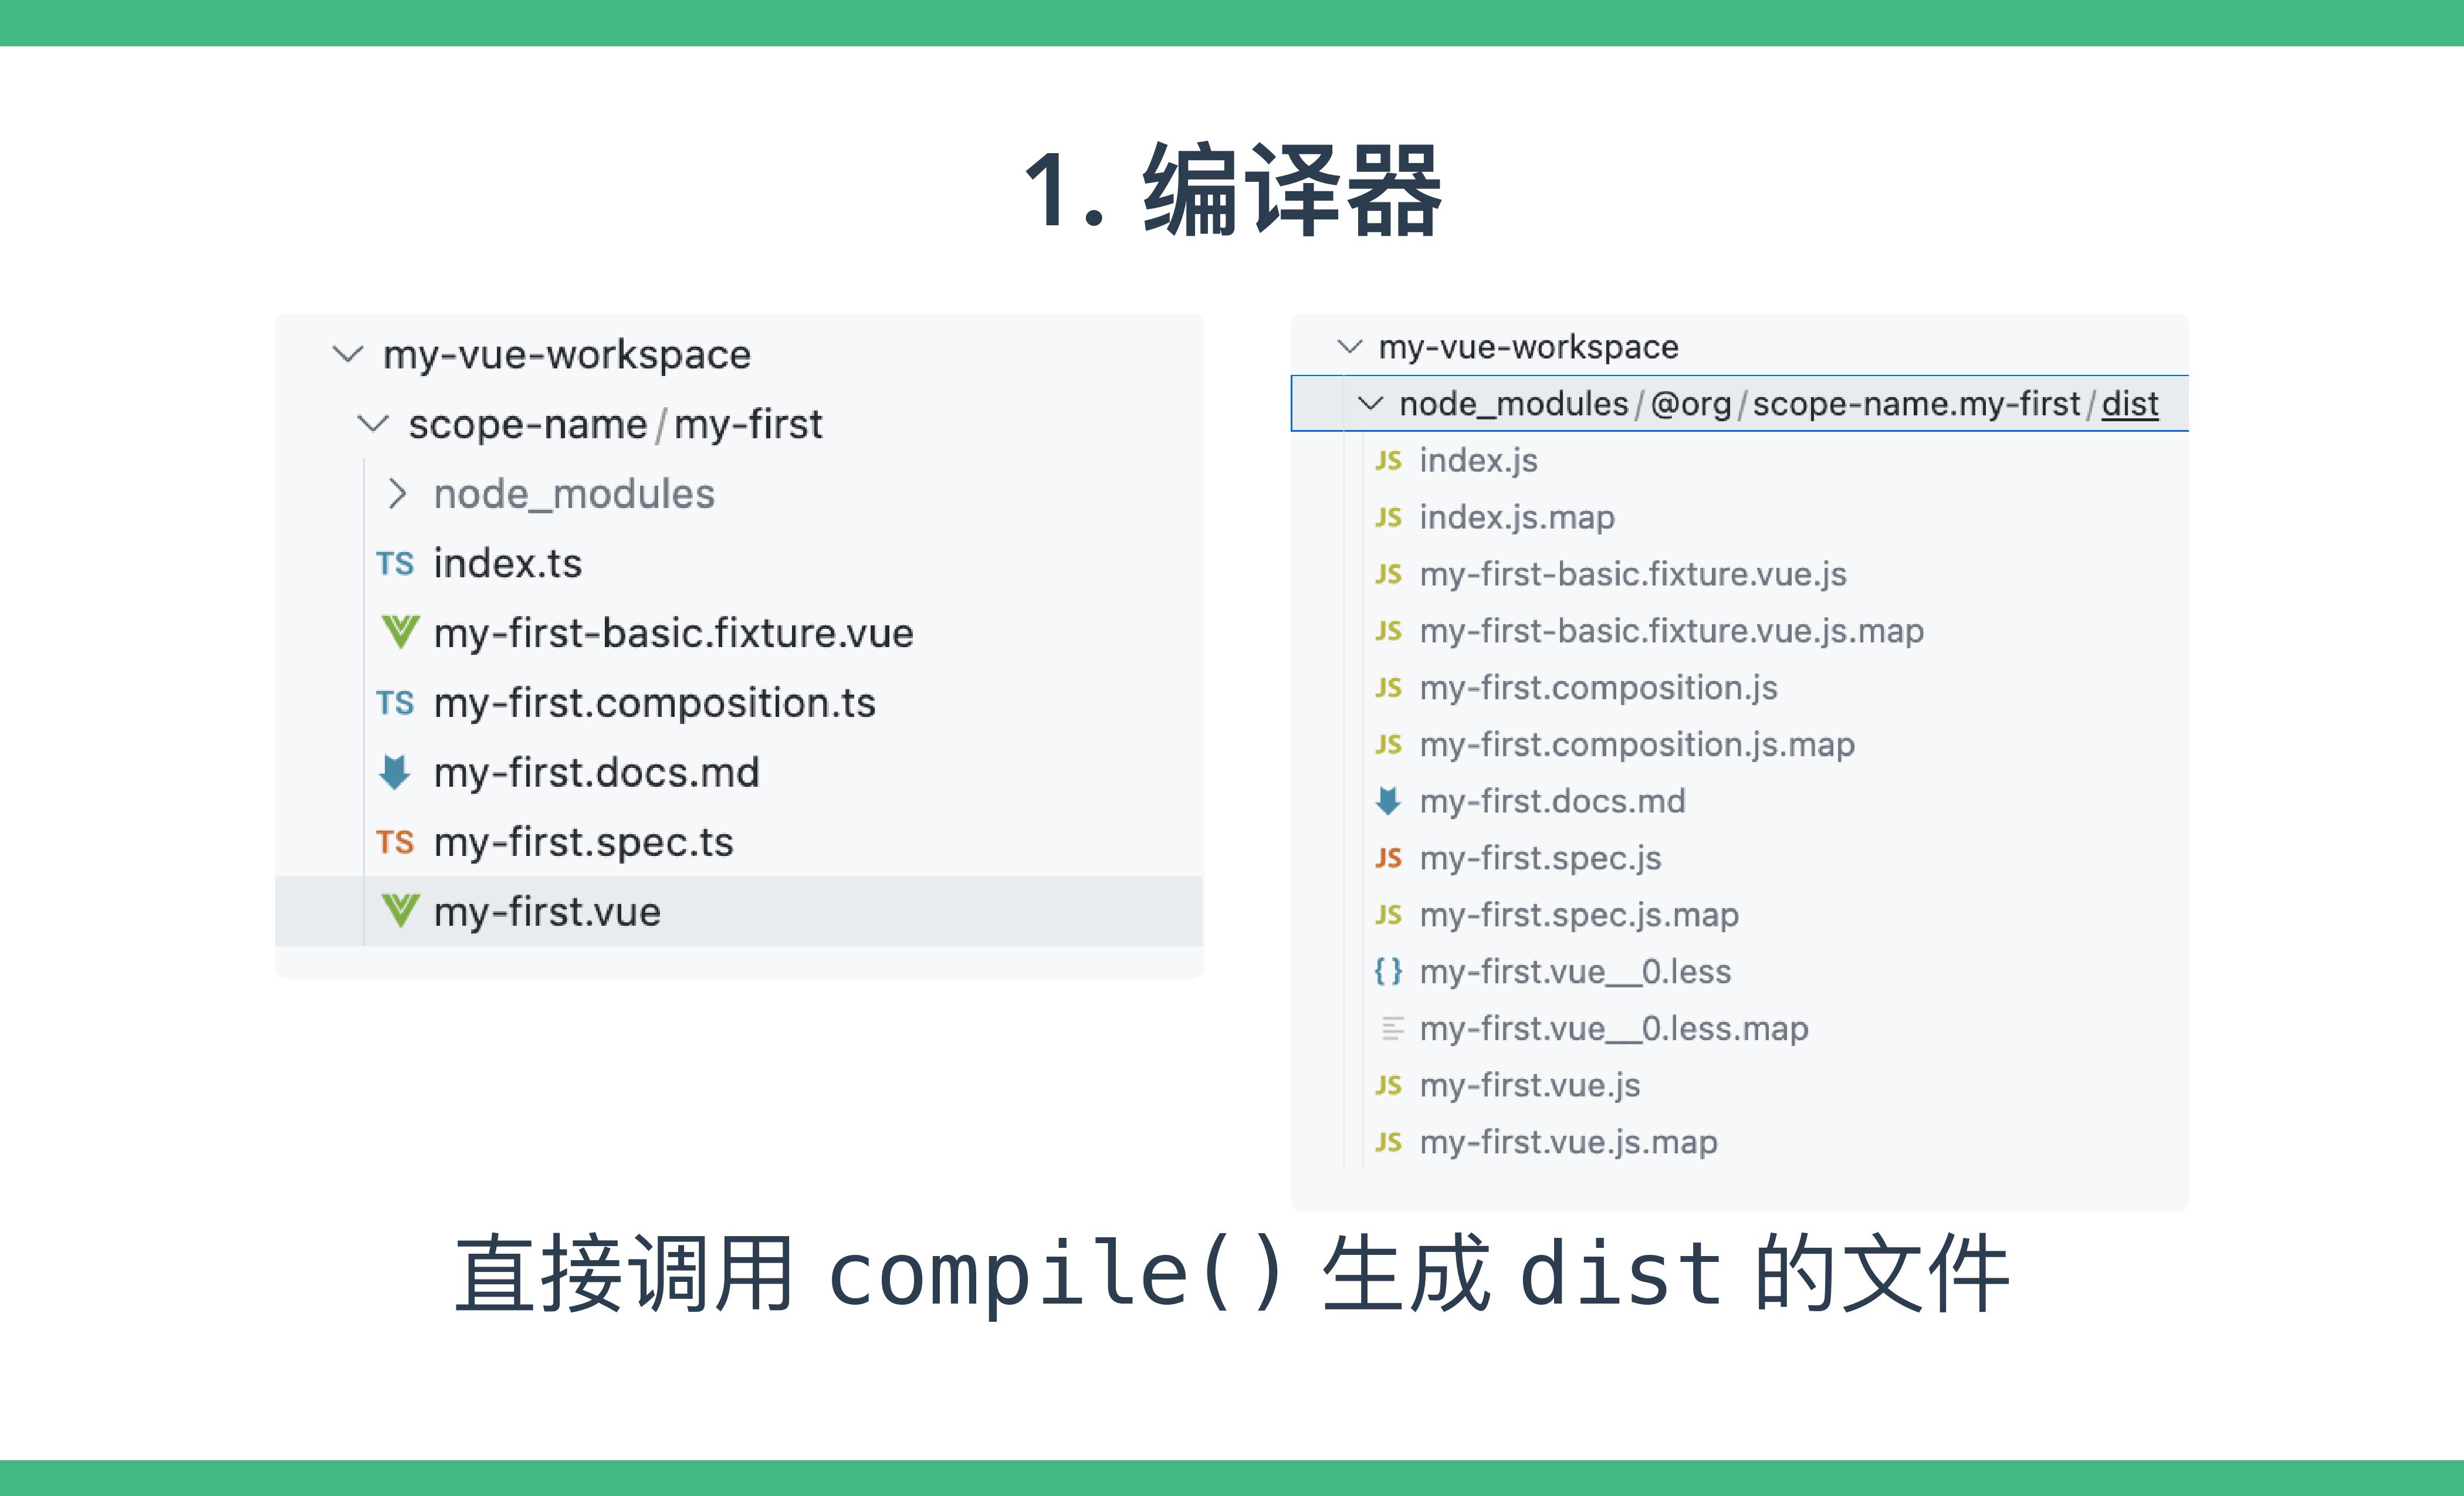 1. 编译器
my-vue-workspace
scope-name/my-first
node_modules
TS index.ts
my-first-basic.fixture.vue
TS my-first.composition.ts
my-first.docs.md
TS my-first.spec.ts
my-first.vue
my-vue-workspace
node_modules/@org/scope-name.my-first/dist
JS index.js
JS index.js.map
JS my-first-basic.fixture.vue.js
JS my-first-basic.fixture.vue.js.map
JS my-first.composition.js
JS my-first.composition.js.map
my-first.docs.md
JS my-first.spec.js
JS my-first.spec.js.map
{} my-first.vue__0.less
my-first.vue__0.less.map
JS my-first.vue.js
JS my-first.vue.js.map
直接调用 compile() 生成 dist 的文件